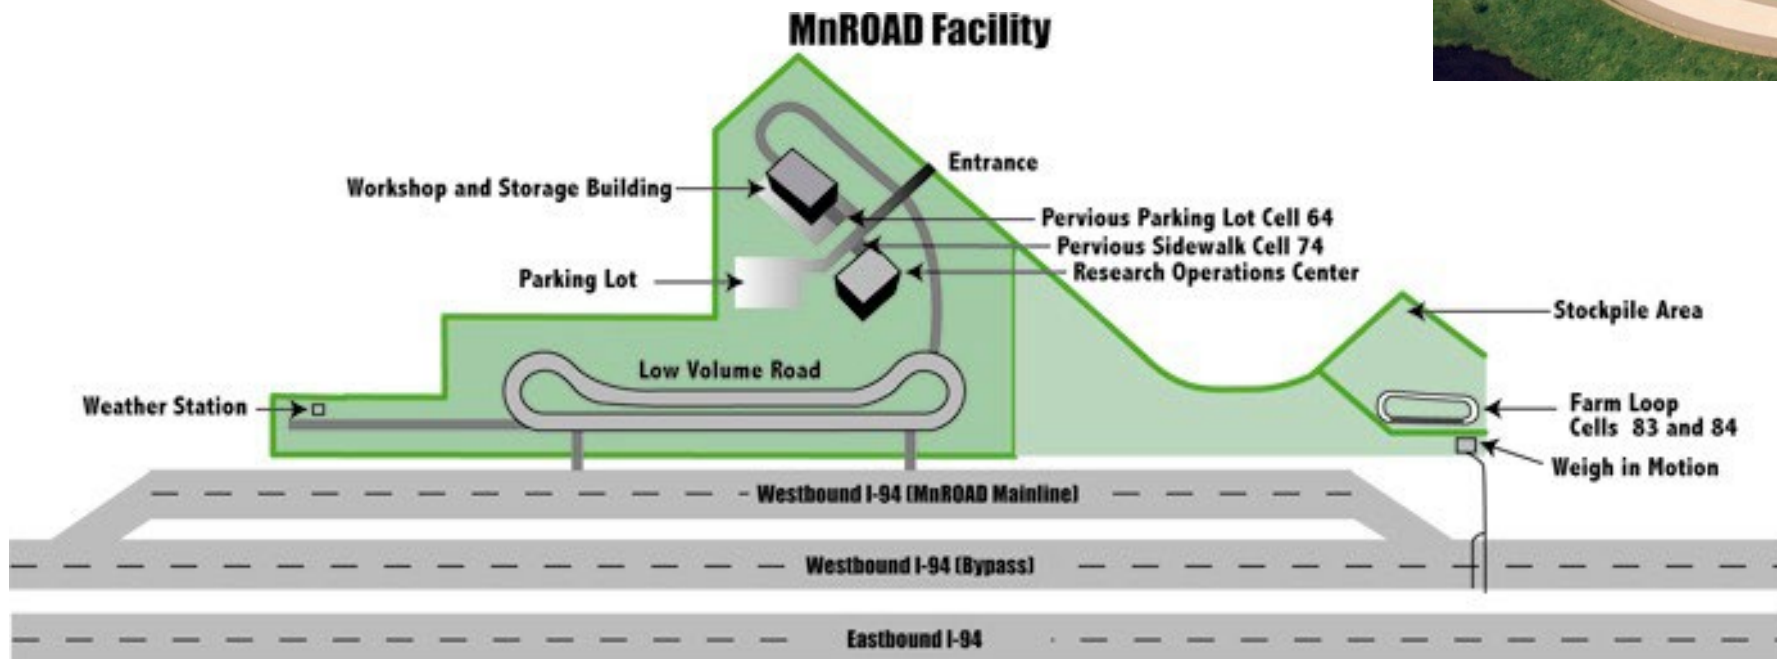 MnROAD Facility
Entrance
Workshop and Storage Building
Pervious Parking Lot Cell 64
Pervious Sidewalk Cell 74
Research Operations Center
Parking Lot
Stockpile Area
Low Volume Road
Weather Station
Farm Loop
Cells 83 and 84
Weigh in Motion
Westbound I-94 (MnROAD Mainline)
Westbound I-94 (Bypass)
Eastbound I-94